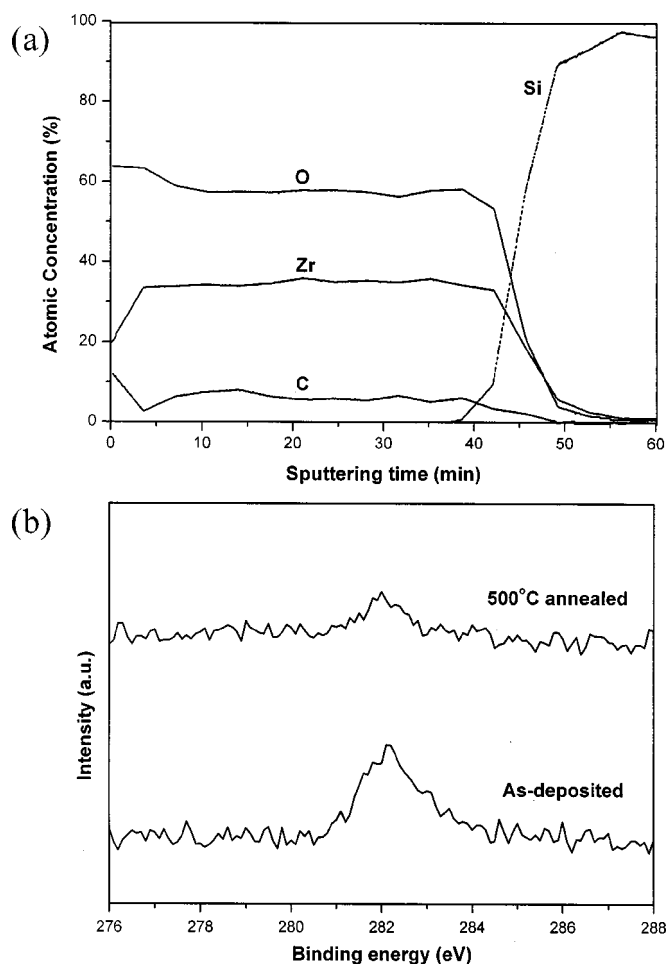 (a)
100
80
60
40
20
0
Atomic Concentration (%)
Si
O
Zr
C
0 10 20 30 40 50 60
Sputtering time (min)
(b)
Intensity (a.u.)
500°C annealed
As-deposited
276 278 280 282 284 286 288
Binding energy (eV)